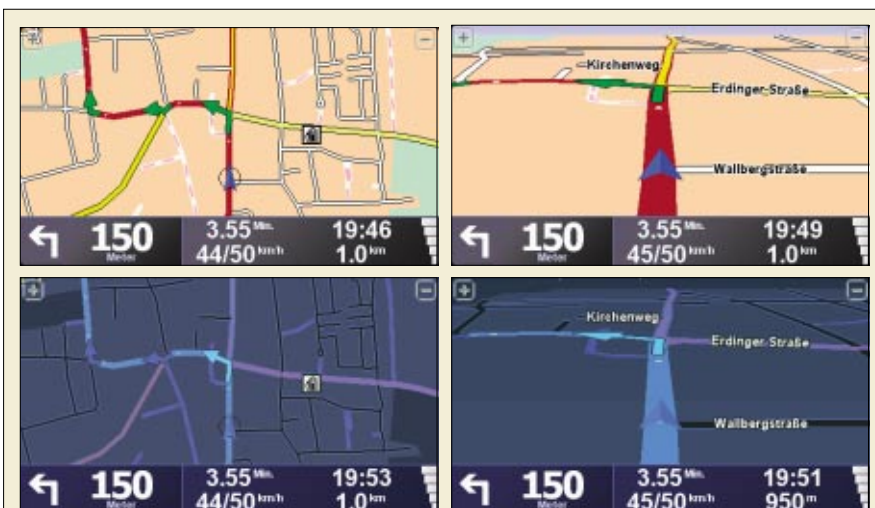 + −
150 Meter
3.55 Min. 19:46
44/50 km/h 1.0 km
+ −
Kirchenweg
Erdinger Straße
Wallbergstraße
150 Meter
3.55 Min. 19:49
45/50 km/h 1.0 km
+ −
150 Meter
3.55 Min. 19:53
44/50 km/h 1.0 km
+ −
Kirchenweg
Erdinger Straße
Wallbergstraße
150 Meter
3.55 Min. 19:51
45/50 km/h 950 m